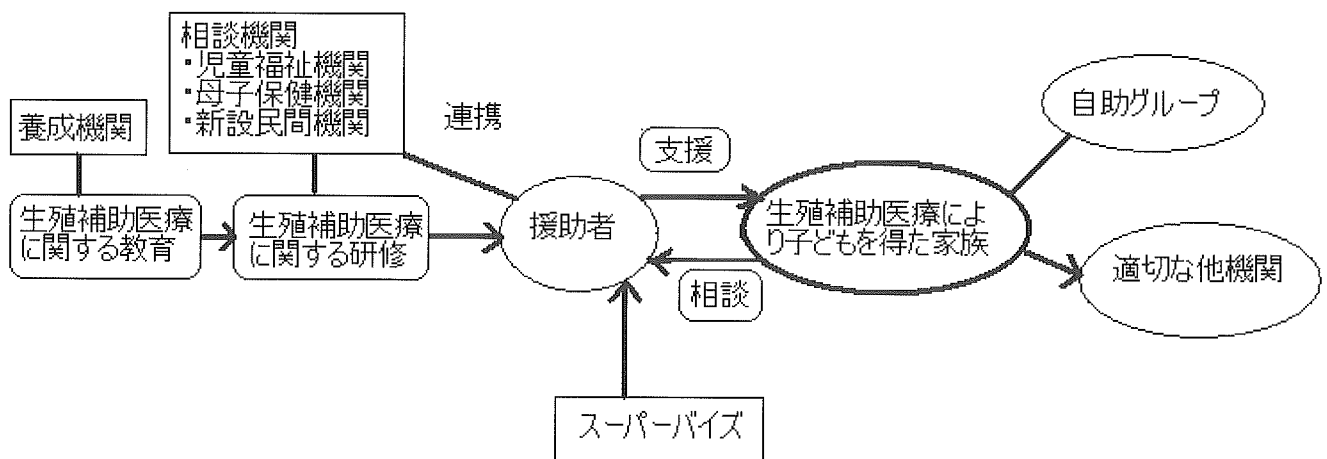 相談機関
・児童福祉機関
・母子保健機関
・新設民間機関
養成機関
連携
自助グループ
支援
生殖補助医療
に関する教育
生殖補助医療
に関する研修
援助者
生殖補助医療によ
り子どもを得た家族
適切な他機関
相談
スーパーバイズ